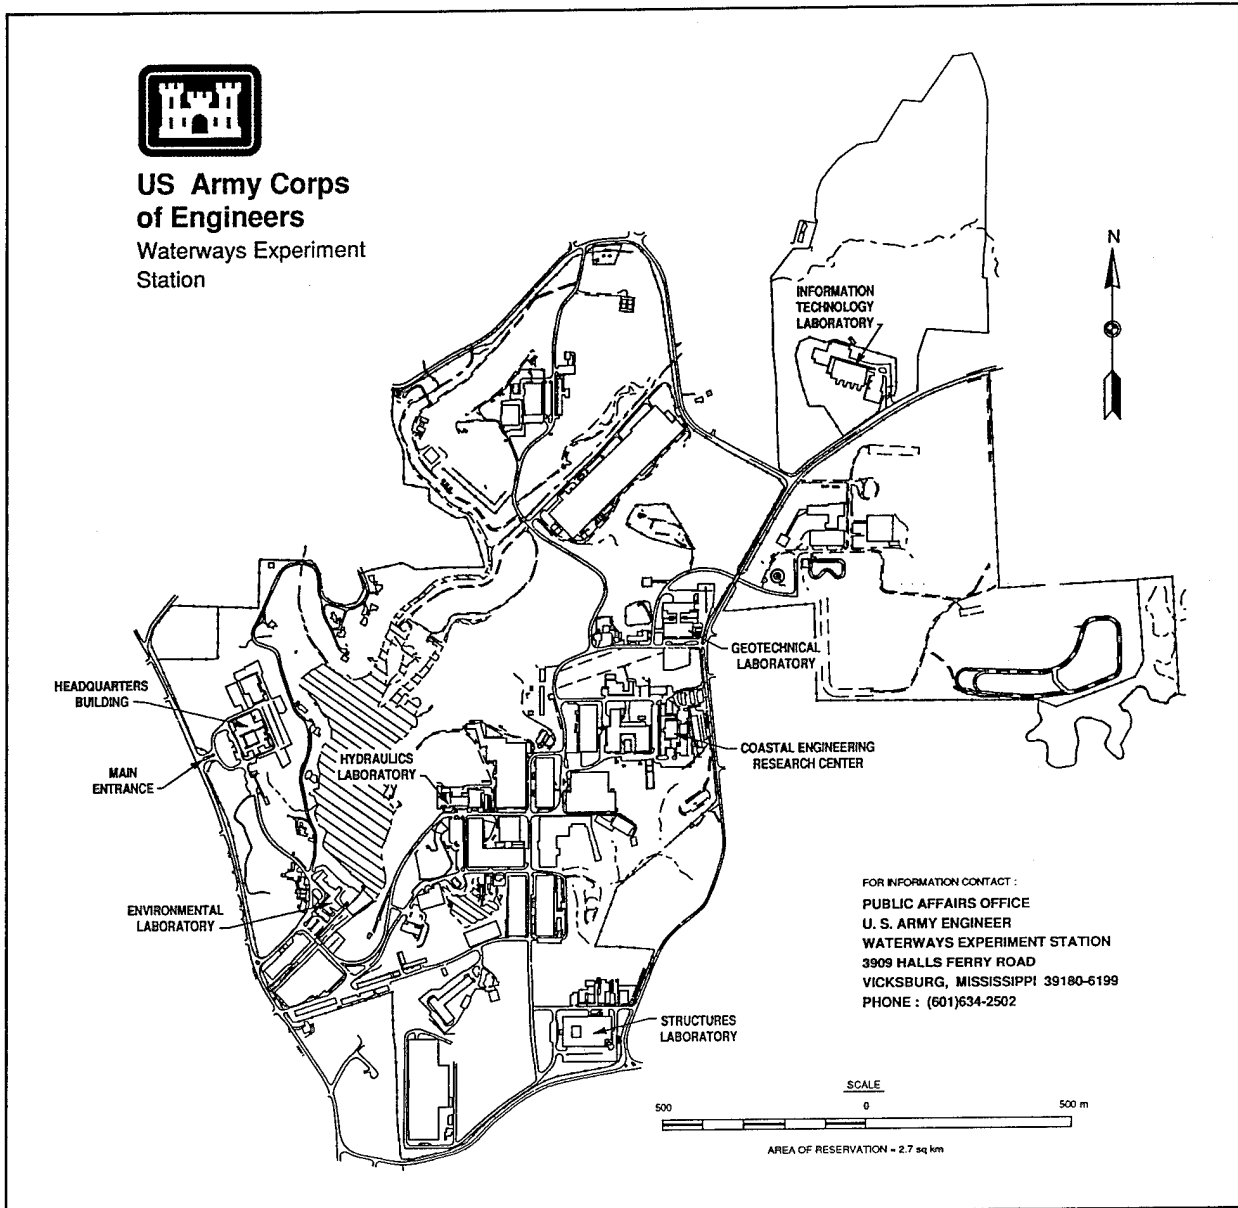 US Army Corps
of Engineers
Waterways Experiment
Station
N
INFORMATION
TECHNOLOGY
LABORATORY
GEOTECHNICAL
LABORATORY
HEADQUARTERS
BUILDING
HYDRAULICS
LABORATORY
COASTAL ENGINEERING
RESEARCH CENTER
MAIN
ENTRANCE
ENVIRONMENTAL
LABORATORY
FOR INFORMATION CONTACT :
PUBLIC AFFAIRS OFFICE
U. S. ARMY ENGINEER
WATERWAYS EXPERIMENT STATION
3909 HALLS FERRY ROAD
VICKSBURG, MISSISSIPPI 39180-6199
PHONE : (601)634-2502
STRUCTURES
LABORATORY
SCALE
500 0 500 m
AREA OF RESERVATION = 2.7 sq km